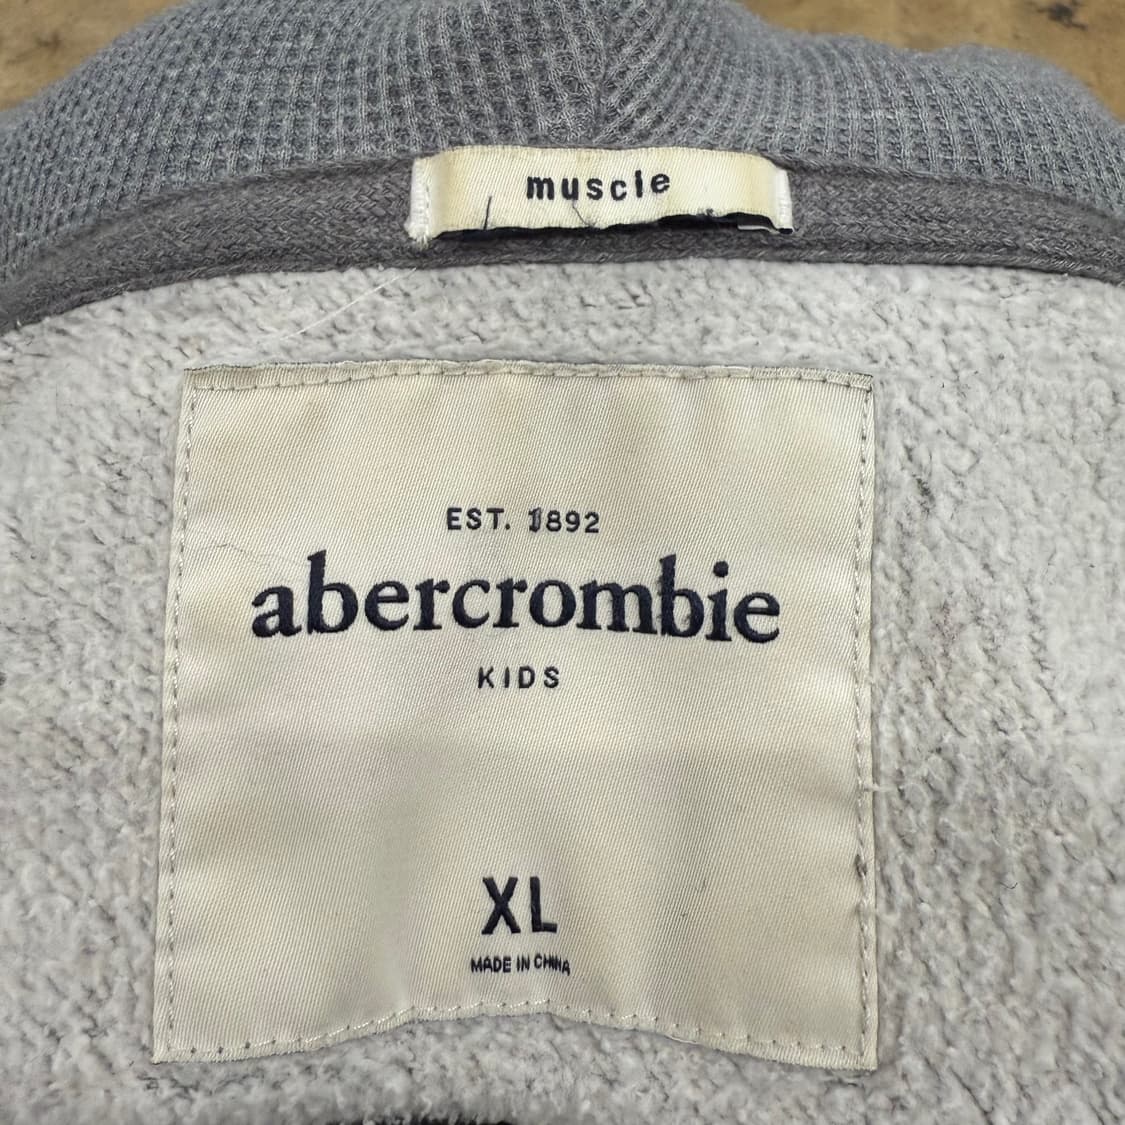 muscle
EST. 1892
abercrombie
KIDS
XL
MADE IN CHINA